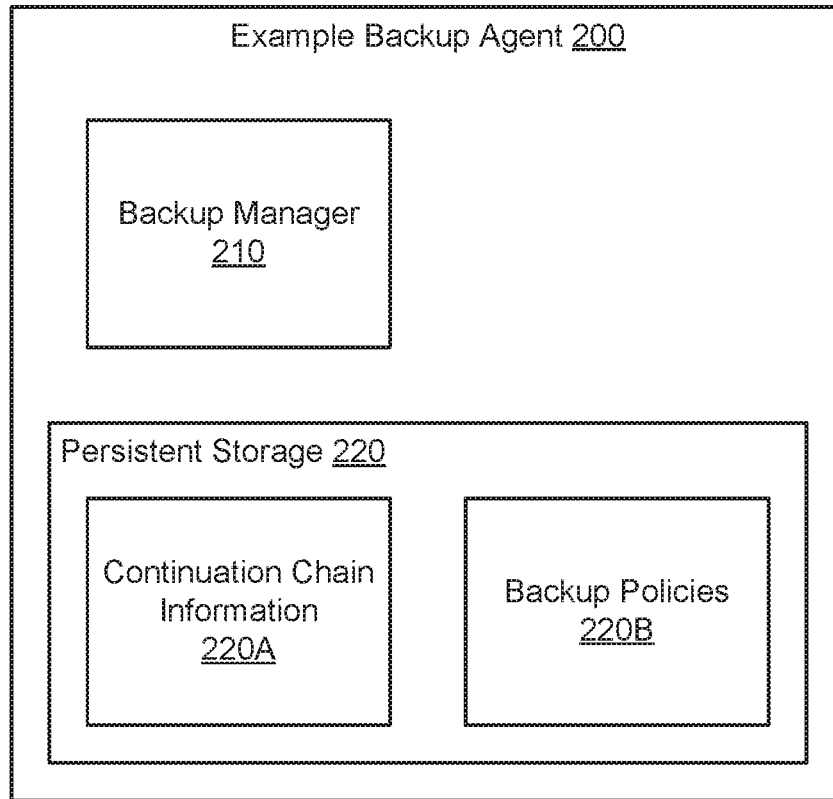 Example Backup Agent 200
Backup Manager
210
Persistent Storage 220
Continuation Chain
Information
220A
Backup Policies
220B